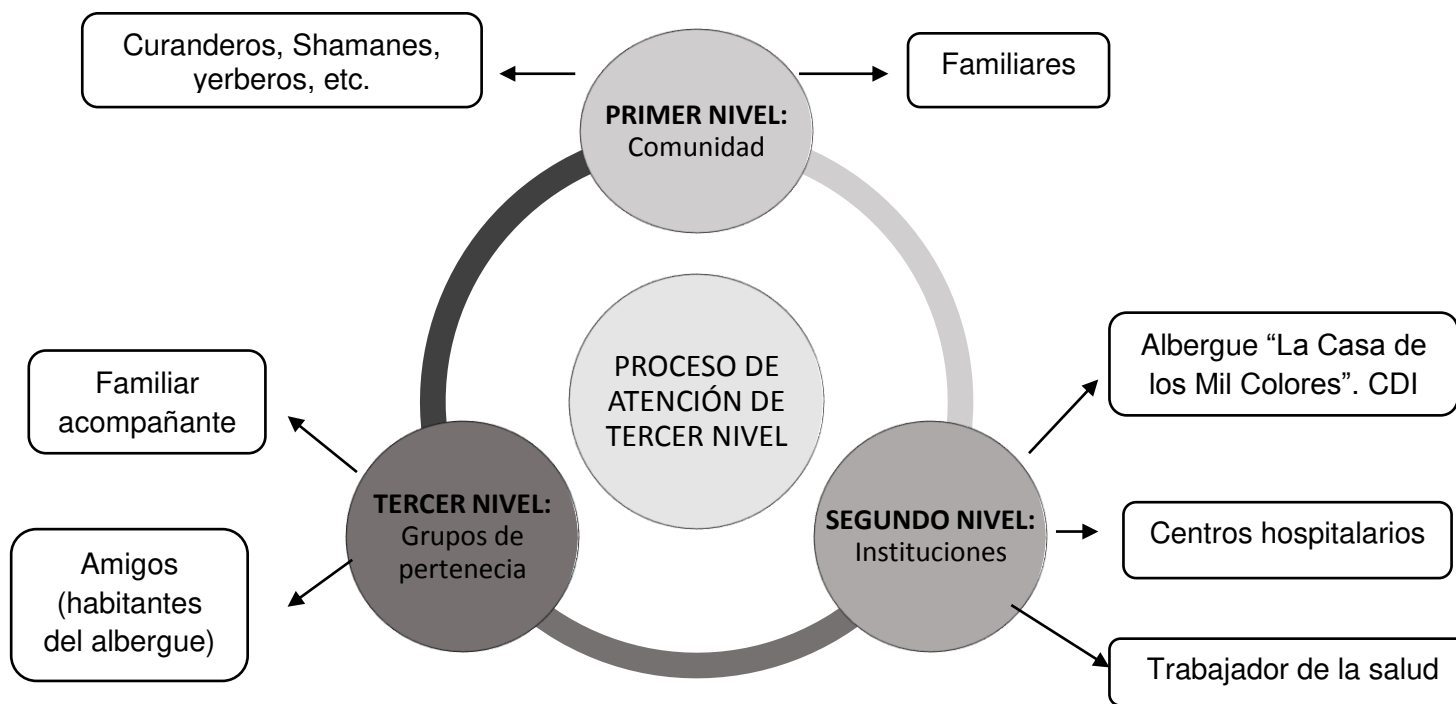 Curanderos, Shamanes,
yerberos, etc.
Familiares
PRIMER NIVEL:
Comunidad
Albergue “La Casa de
los Mil Colores”. CDI
Familiar
acompañante
PROCESO DE
ATENCIÓN DE
TERCER NIVEL
TERCER NIVEL:
Grupos de
pertenecia
SEGUNDO NIVEL:
Instituciones
Centros hospitalarios
Amigos
(habitantes
del albergue)
Trabajador de la salud